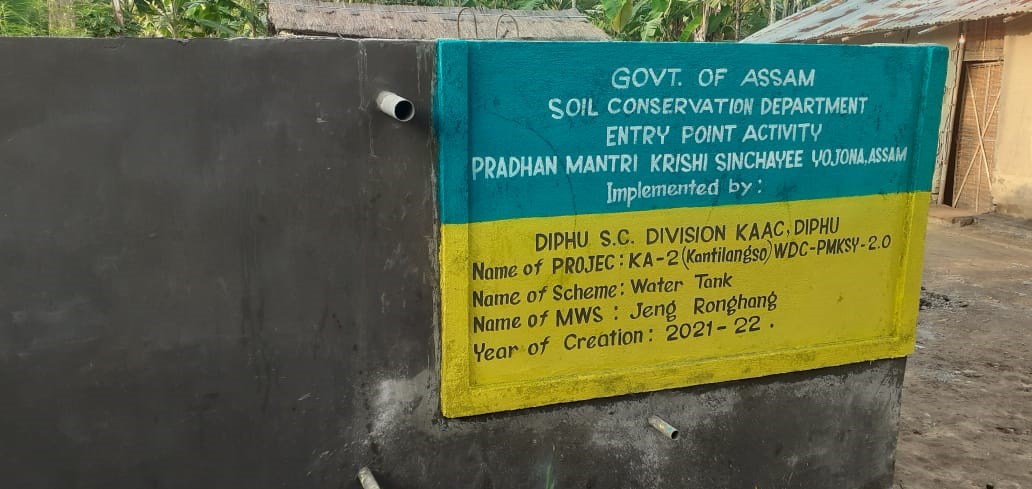 GOVT. OF ASSAM
SOIL CONSERVATION DEPARTMENT
ENTRY POINT ACTIVITY
PRADHAN MANTRI KRISHI SINCHAYEE YOJONA, ASSAM
Implemented by :
DIPHU S.C. DIVISION KAAC, DIPHU
Name of PROJEC : KA-2 (Kantilangso) WDC-PMKSY-2.0
Name of Scheme : Water Tank
Name of MWS : Jeng Ronghang
Year of Creation : 2021-22 .